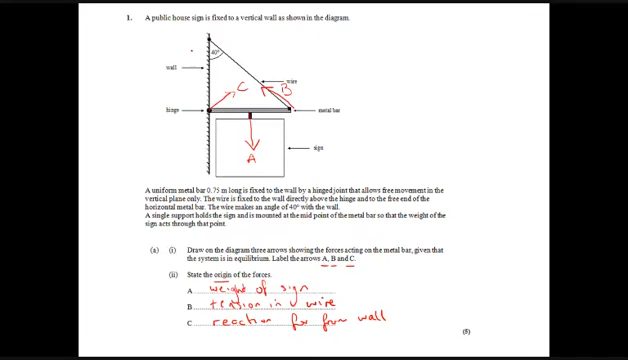 1. A public house sign is fixed to a vertical wall as shown in the diagram.
40°
wall
wire
C
B
hinge
metal bar
sign
A
A uniform metal bar 0.75 m long is fixed to the wall by a hinged joint that allows free movement in the
vertical plane only. The wire is fixed to the wall directly above the hinge and to the free end of the
horizontal metal bar. The wire makes an angle of 40° with the wall.
A single support holds the sign and is mounted at the mid point of the metal bar so that the weight of the
sign acts through that point.
(a) (i) Draw on the diagram three arrows showing the forces acting on the metal bar, given that
the system is in equilibrium. Label the arrows A, B and C.
(ii) State the origin of the forces.
A weight of sign
B tension in wire
C reaction for from wall
(5)